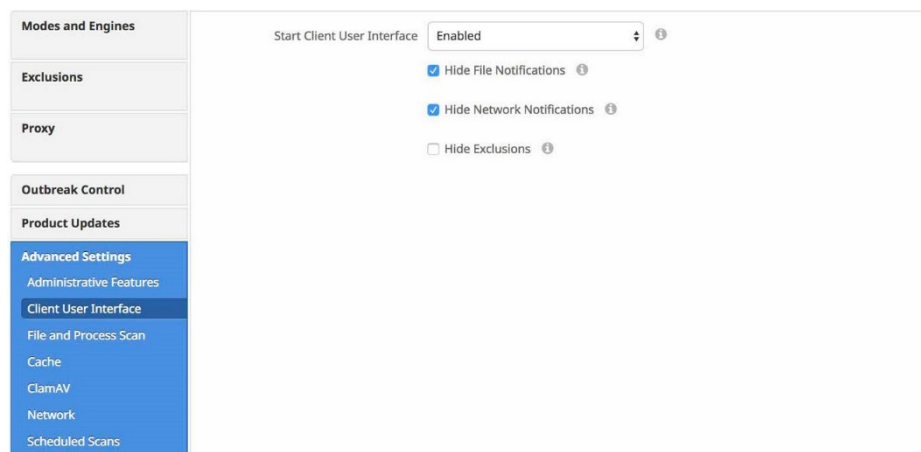 Modes and Engines
Exclusions
Proxy
Outbreak Control
Product Updates
Advanced Settings
Administrative Features
Client User Interface
File and Process Scan
Cache
ClamAV
Network
Scheduled Scans
Start Client User Interface Enabled
Hide File Notifications
Hide Network Notifications
Hide Exclusions